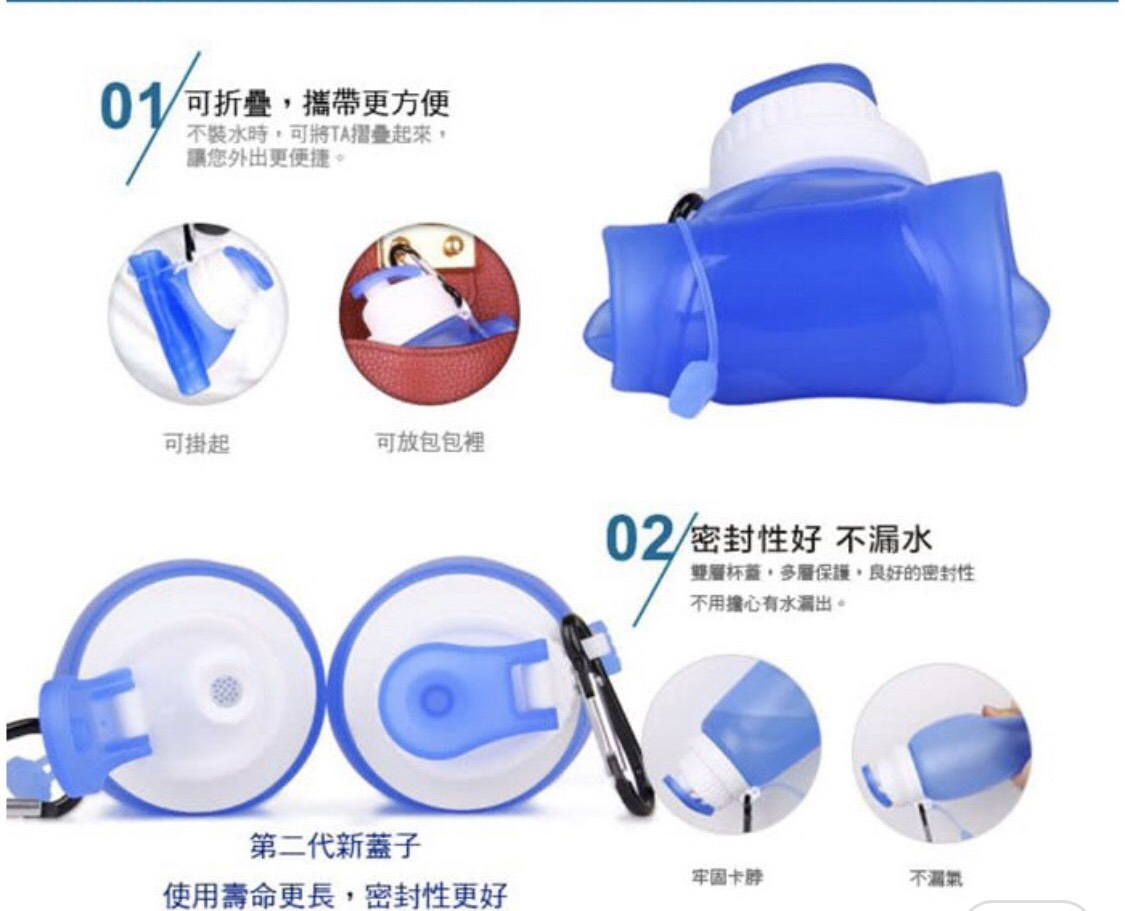 01 可折疊，攜帶更方便
不裝水時，可將TA摺疊起來，
讓您外出更便捷。
可掛起
可放包包裡
02 密封性好 不漏水
雙層杯蓋，多層保護，良好的密封性
不用擔心有水漏出。
第二代新蓋子
使用壽命更長，密封性更好
牢固卡脖
不漏氣